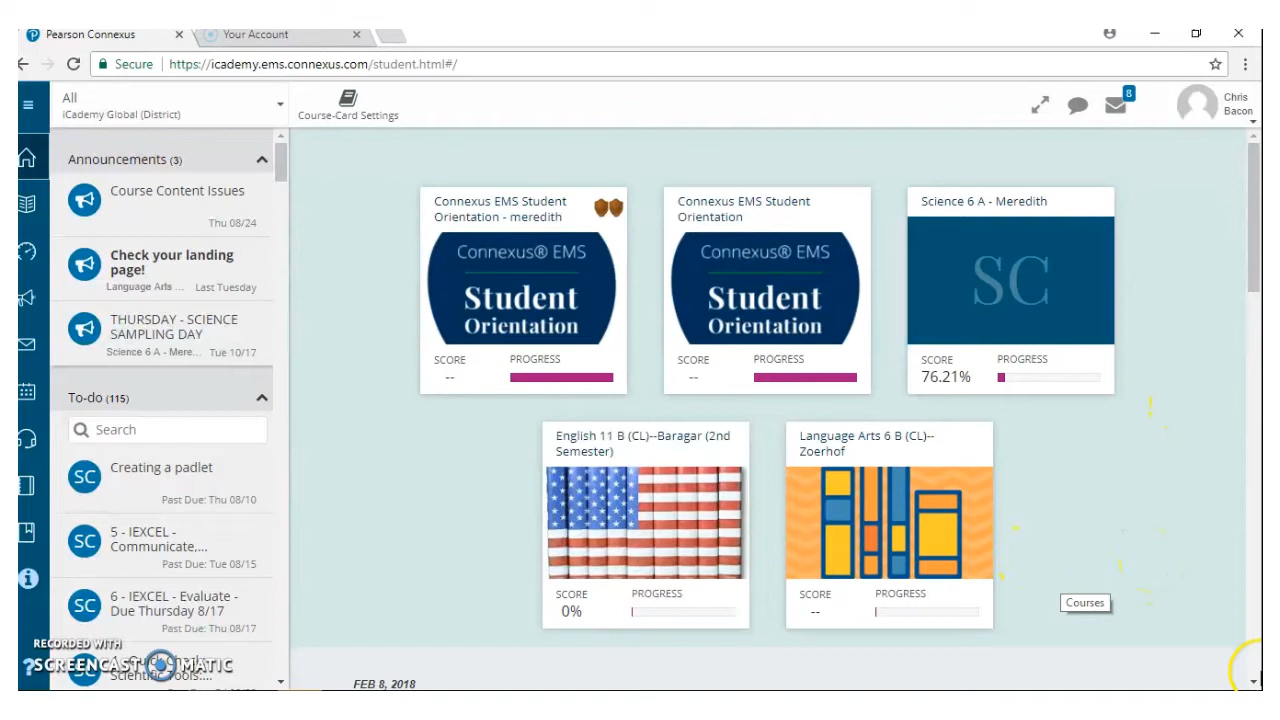 Pearson Connexus
Your Account
Secure | https://icademy.ems.connexus.com/student.html#/
All
iCademy Global (District)
Course-Card Settings
8
Chris
Bacon
Announcements (3)
Course Content Issues
Thu 08/24
Check your landing
page!
Language Arts ... Last Tuesday
THURSDAY - SCIENCE
SAMPLING DAY
Science 6 A - Mere... Tue 10/17
To-do (115)
Search
SC
Creating a padlet
Past Due: Thu 08/10
SC
5 - IEXCEL -
Communicate,...
Past Due: Tue 08/15
SC
6 - IEXCEL - Evaluate -
Due Thursday 8/17
Past Due: Thu 08/17
Connexus EMS Student
Orientation - meredith
Connexus® EMS
Student
Orientation
SCORE PROGRESS
--
Connexus EMS Student
Orientation
Connexus® EMS
Student
Orientation
SCORE PROGRESS
--
Science 6 A - Meredith
SC
SCORE PROGRESS
76.21%
English 11 B (CL)--Baragar (2nd
Semester)
SCORE PROGRESS
0%
Language Arts 6 B (CL)--
Zoerhof
SCORE PROGRESS
--
Courses
FEB 8, 2018
RECORDED WITH
SCREENCAST MATIC